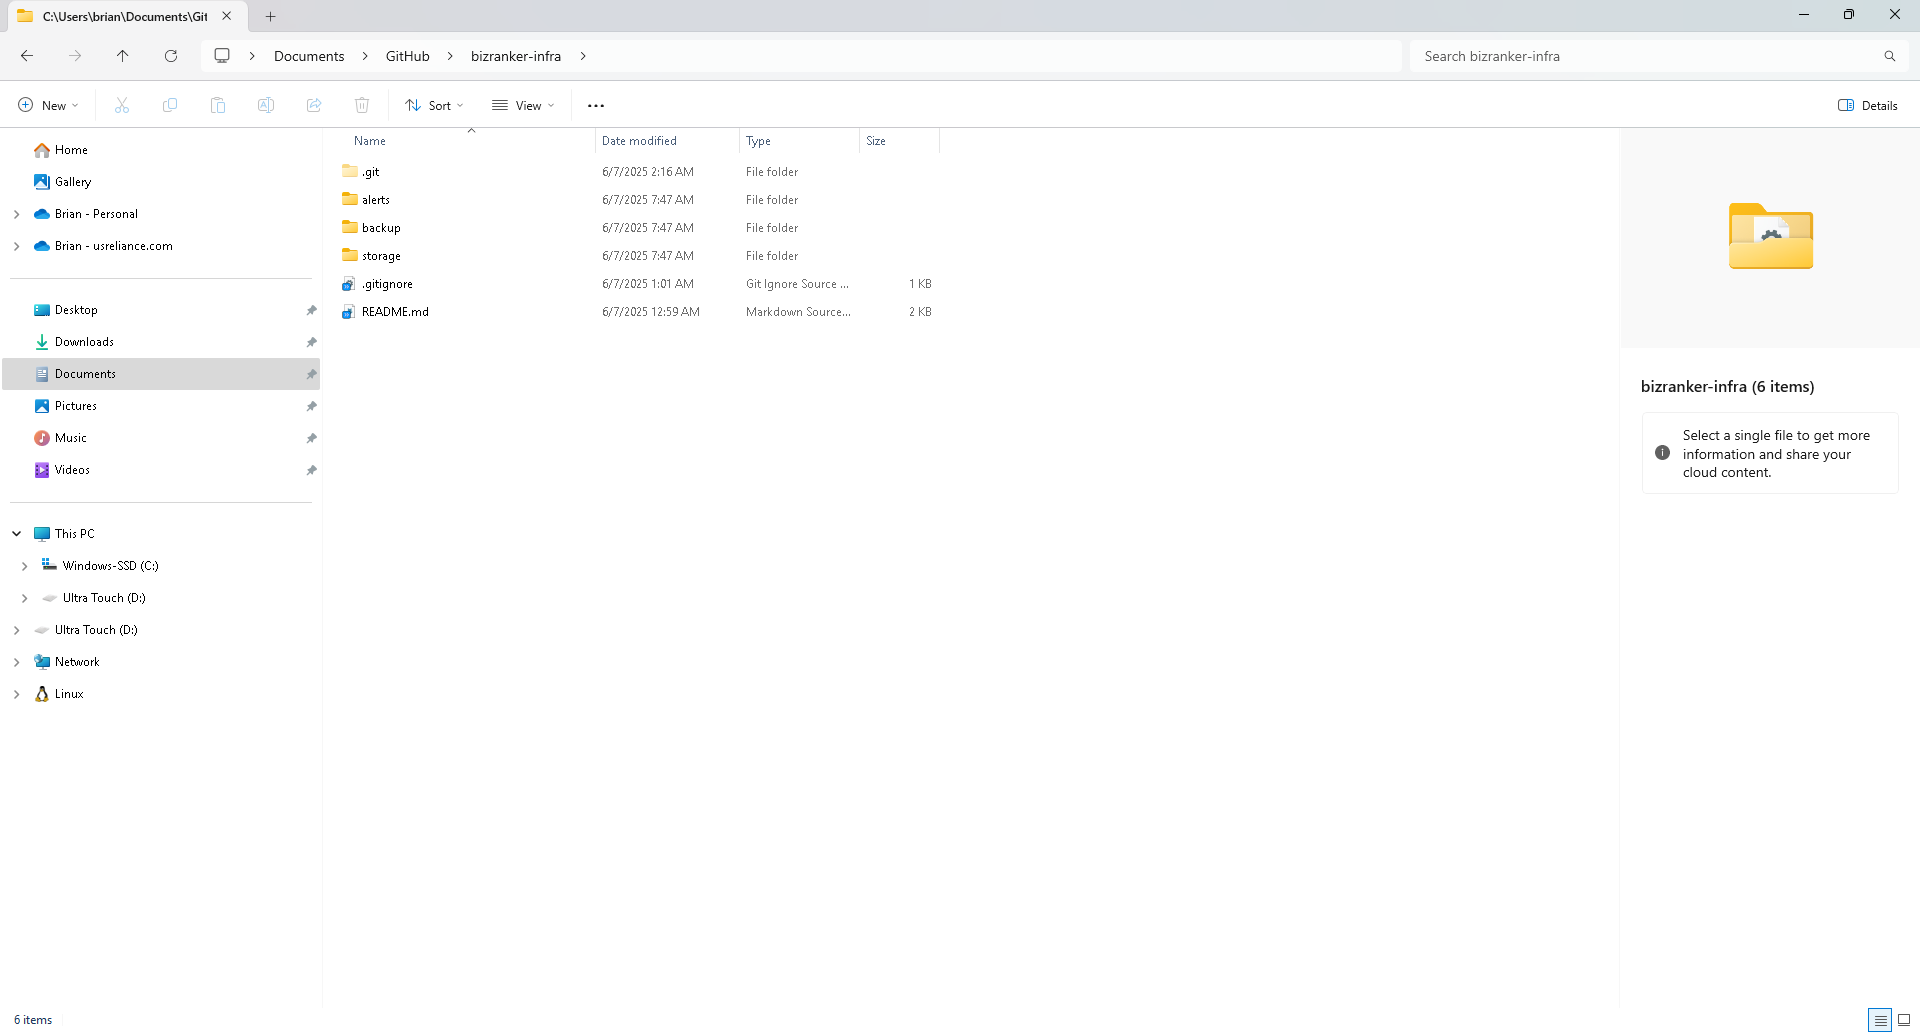 C:\Users\brian\Documents\Git
Documents
GitHub
bizranker-infra
Search bizranker-infra
New
Sort
View
Details
Home
Gallery
Brian - Personal
Brian - usreliance.com
Desktop
Downloads
Documents
Pictures
Music
Videos
This PC
Windows-SSD (C:)
Ultra Touch (D:)
Ultra Touch (D:)
Network
Linux
Name Date modified Type Size
.git 6/7/2025 2:16 AM File folder
alerts 6/7/2025 7:47 AM File folder
backup 6/7/2025 7:47 AM File folder
storage 6/7/2025 7:47 AM File folder
.gitignore 6/7/2025 1:01 AM Git Ignore Source ... 1 KB
README.md 6/7/2025 12:59 AM Markdown Source... 2 KB
bizranker-infra (6 items)
Select a single file to get more
information and share your
cloud content.
6 items